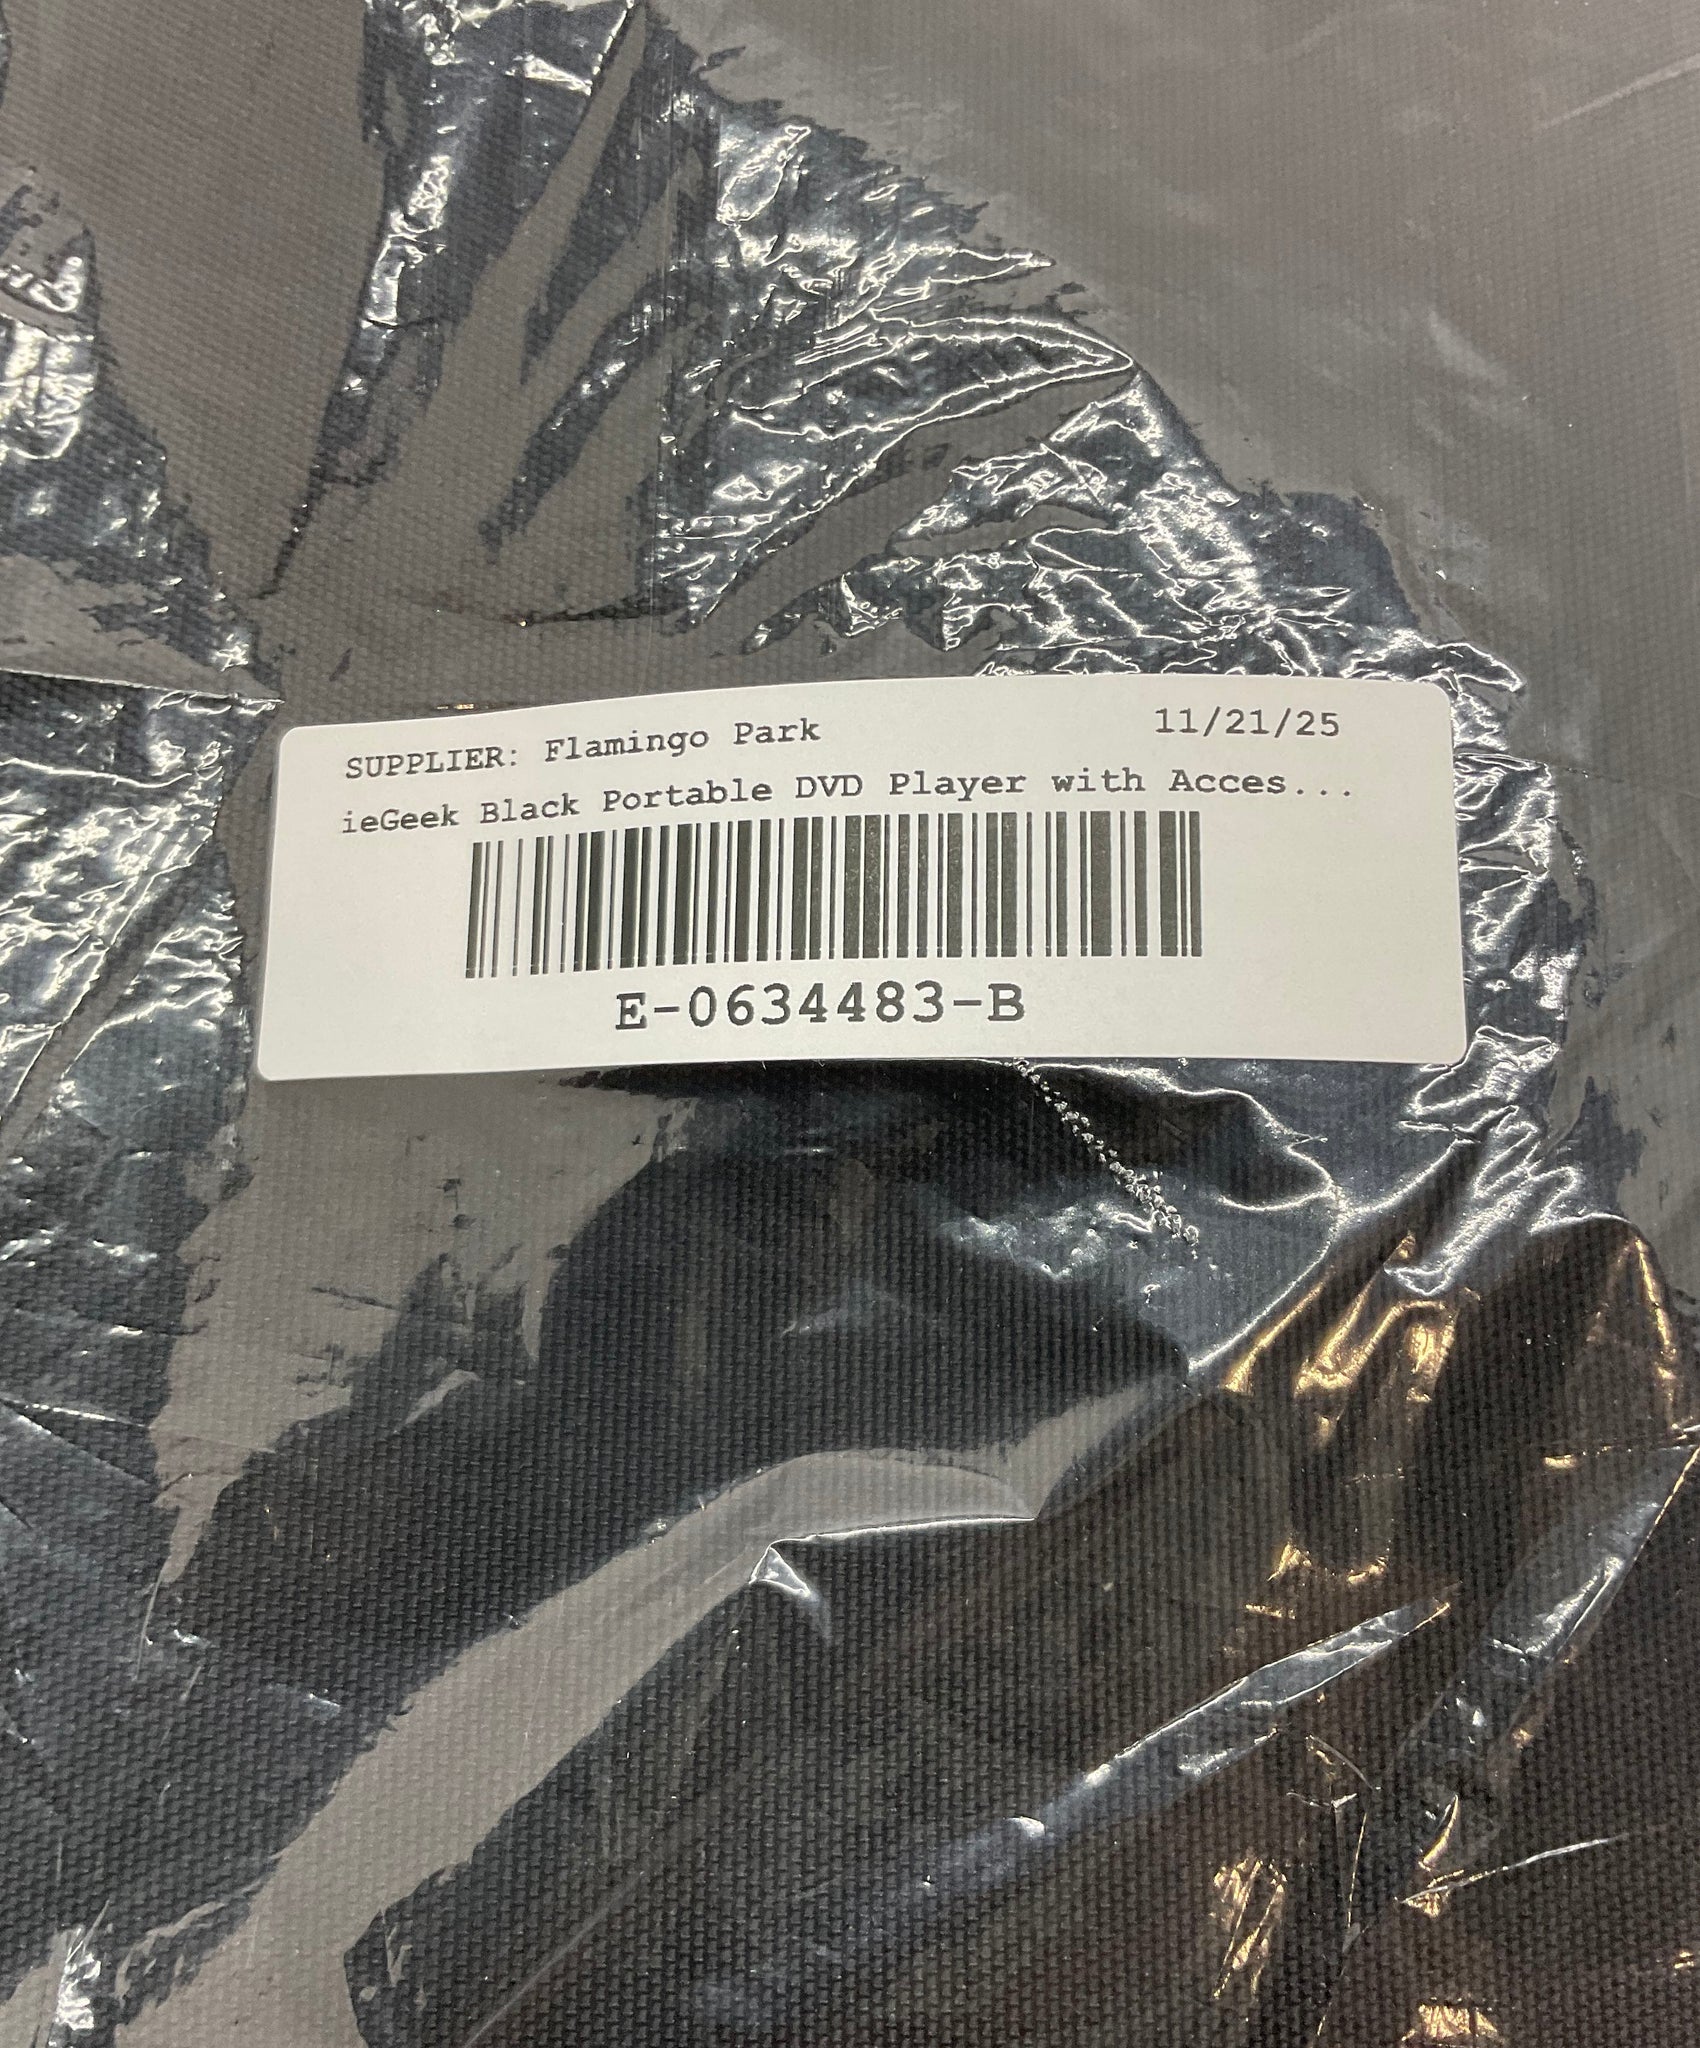 SUPPLIER: Flamingo Park 11/21/25
ieGeek Black Portable DVD Player with Acces...
E-0634483-B